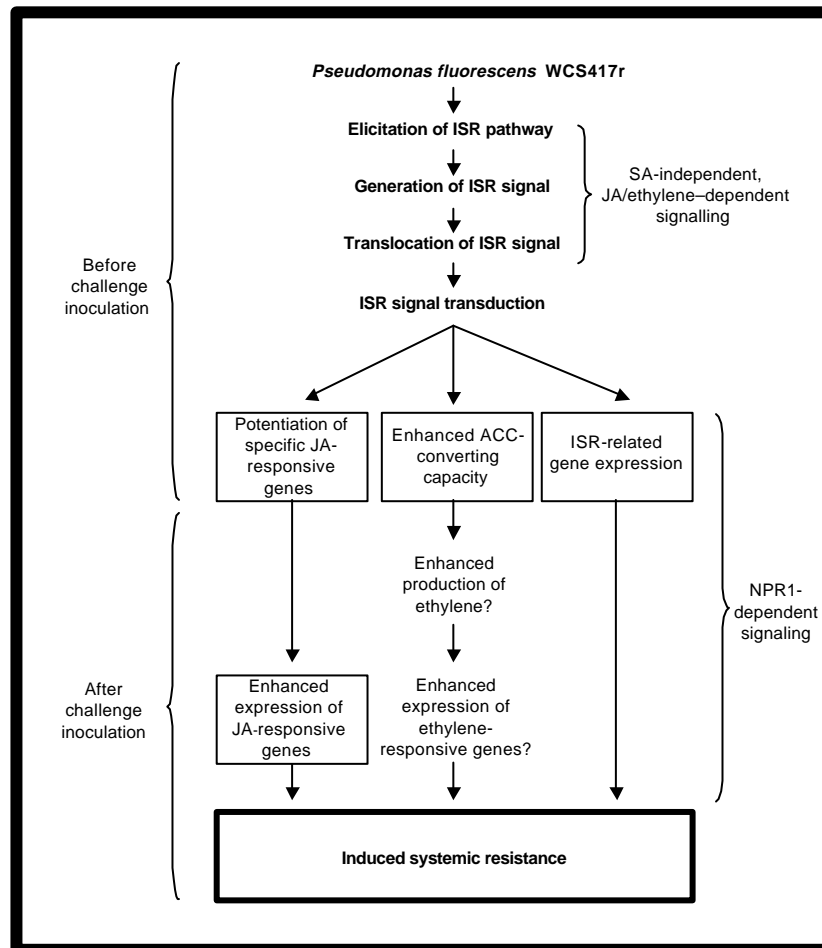 Pseudomonas fluorescens WCS417r
Elicitation of ISR pathway
Generation of ISR signal
Translocation of ISR signal
ISR signal transduction
SA-independent,
JA/ethylene–dependent
signalling
Before
challenge
inoculation
Potentiation of
specific JA-
responsive
genes
Enhanced ACC-
converting
capacity
ISR-related
gene expression
Enhanced
production of
ethylene?
NPR1-
dependent
signaling
After
challenge
inoculation
Enhanced
expression of
JA-responsive
genes
Enhanced
expression of
ethylene-
responsive genes?
Induced systemic resistance